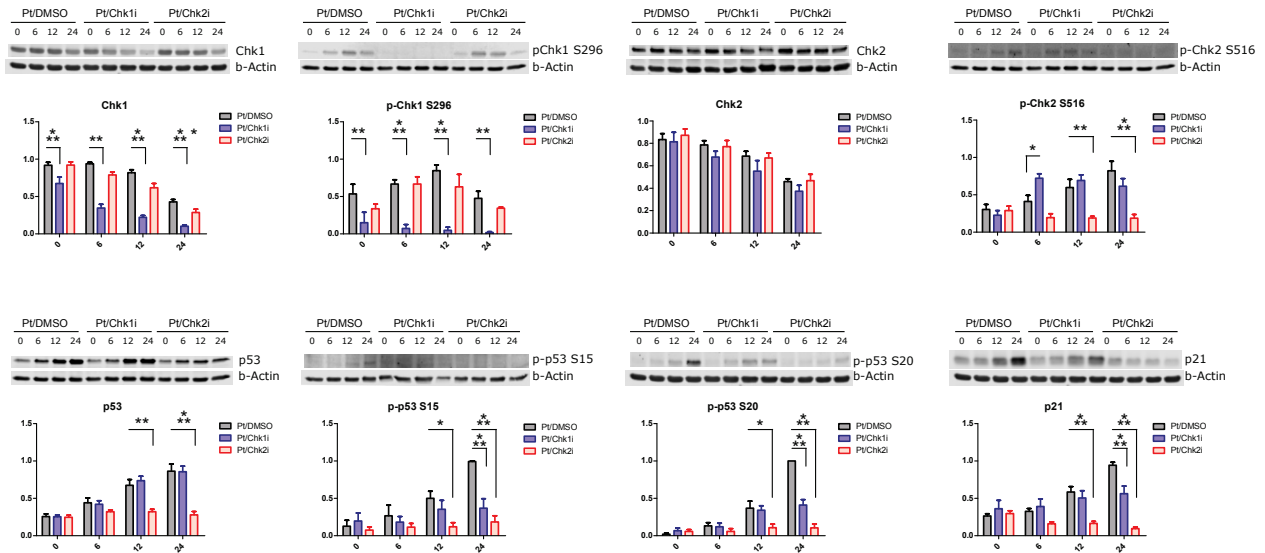 Pt/DMSO Pt/Chk1i Pt/Chk2i
0 6 12 24 0 6 12 24 0 6 12 24
Chk1
b-Actin
Pt/DMSO Pt/Chk1i Pt/Chk2i
0 6 12 24 0 6 12 24 0 6 12 24
pChk1 S296
b-Actin
Pt/DMSO Pt/Chk1i Pt/Chk2i
0 6 12 24 0 6 12 24 0 6 12 24
Chk2
b-Actin
Pt/DMSO Pt/Chk1i Pt/Chk2i
0 6 12 24 0 6 12 24 0 6 12 24
p-Chk2 S516
b-Actin
Chk1
1.5
1.0
0.5
0.0
0 6 12 24
* ** ** * ** * ** *
Pt/DMSO
Pt/Chk1i
Pt/Chk2i
p-Chk1 S296
1.5
1.0
0.5
0.0
0 6 12 24
** * ** * ** **
Pt/DMSO
Pt/Chk1i
Pt/Chk2i
Chk2
1.0
0.8
0.6
0.4
0.2
0.0
0 6 12 24
Pt/DMSO
Pt/Chk1i
Pt/Chk2i
p-Chk2 S516
1.5
1.0
0.5
0.0
0 6 12 24
* ** * **
Pt/DMSO
Pt/Chk1i
Pt/Chk2i
Pt/DMSO Pt/Chk1i Pt/Chk2i
0 6 12 24 0 6 12 24 0 6 12 24
p53
b-Actin
Pt/DMSO Pt/Chk1i Pt/Chk2i
0 6 12 24 0 6 12 24 0 6 12 24
p-p53 S15
b-Actin
Pt/DMSO Pt/Chk1i Pt/Chk2i
0 6 12 24 0 6 12 24 0 6 12 24
p-p53 S20
b-Actin
Pt/DMSO Pt/Chk1i Pt/Chk2i
0 6 12 24 0 6 12 24 0 6 12 24
p21
b-Actin
p53
1.5
1.0
0.5
0.0
0 6 12 24
** * **
Pt/DMSO
Pt/Chk1i
Pt/Chk2i
p-p53 S15
1.5
1.0
0.5
0.0
0 6 12 24
* * ** * **
Pt/DMSO
Pt/Chk1i
Pt/Chk2i
p-p53 S20
1.5
1.0
0.5
0.0
0 6 12 24
* * ** * **
Pt/DMSO
Pt/Chk1i
Pt/Chk2i
p21
1.5
1.0
0.5
0.0
0 6 12 24
* ** * ** * **
Pt/DMSO
Pt/Chk1i
Pt/Chk2i